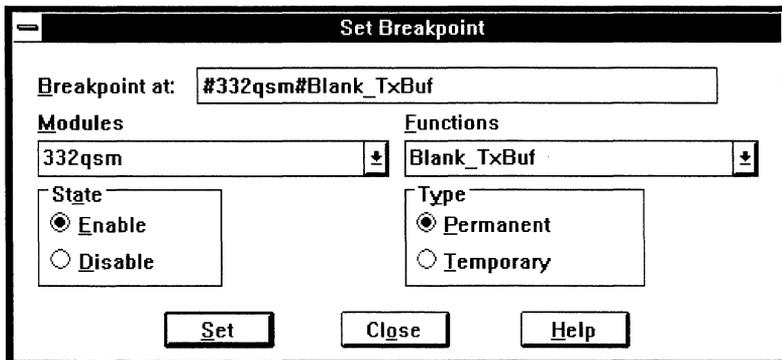 Set Breakpoint
Breakpoint at: #332qsm#Blank_TxBuf
Modules Functions
332qsm Blank_TxBuf
State Type
Enable Permanent
Disable Temporary
Set Close Help